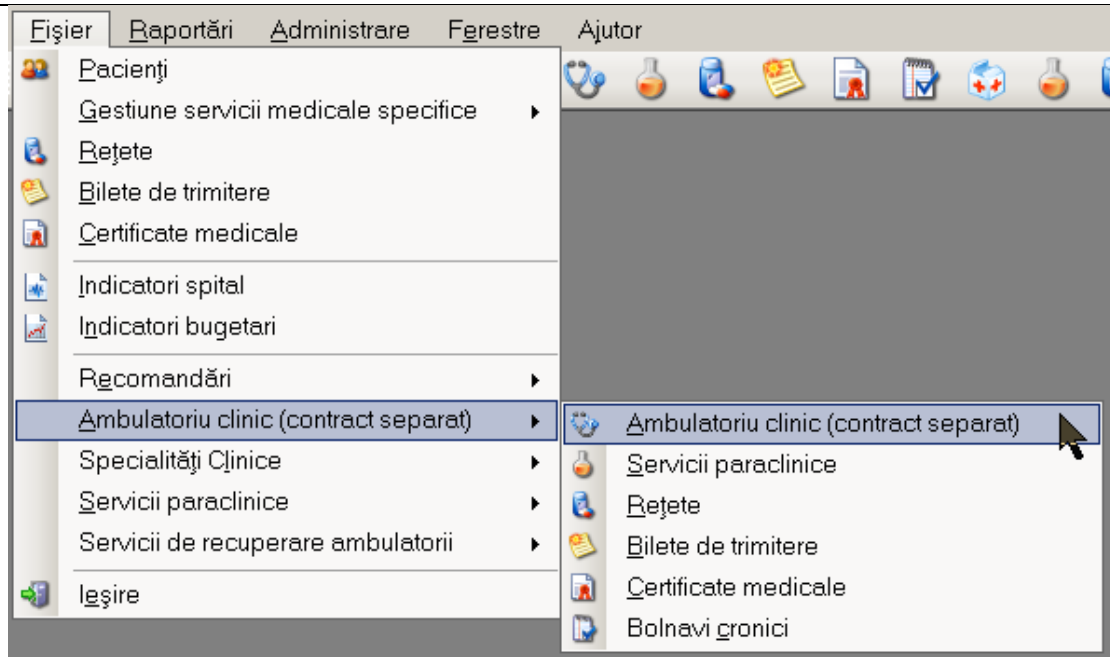 Fişier Raportări Administrare Ferestre Ajutor
Pacienţi
Gestiune servicii medicale specifice
Reţete
Bilete de trimitere
Certificate medicale
Indicatori spital
Indicatori bugetari
Recomandări
Ambulatoriu clinic (contract separat)
Specialităţi Clinice
Servicii paraclinice
Servicii de recuperare ambulatorii
Ieşire
Ambulatoriu clinic (contract separat)
Servicii paraclinice
Reţete
Bilete de trimitere
Certificate medicale
Bolnavi cronici